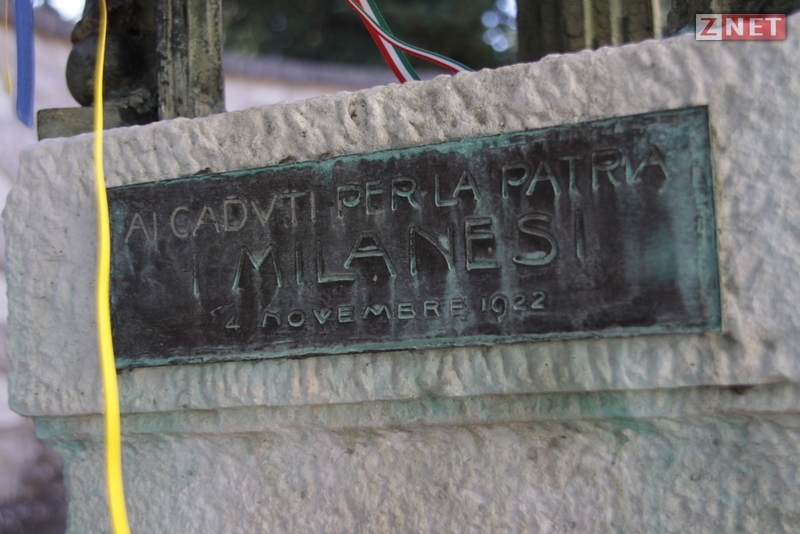 ZNET
AI CADVTI PER LA PATRIA
I MILANESI
4 NOVEMBRE 1922